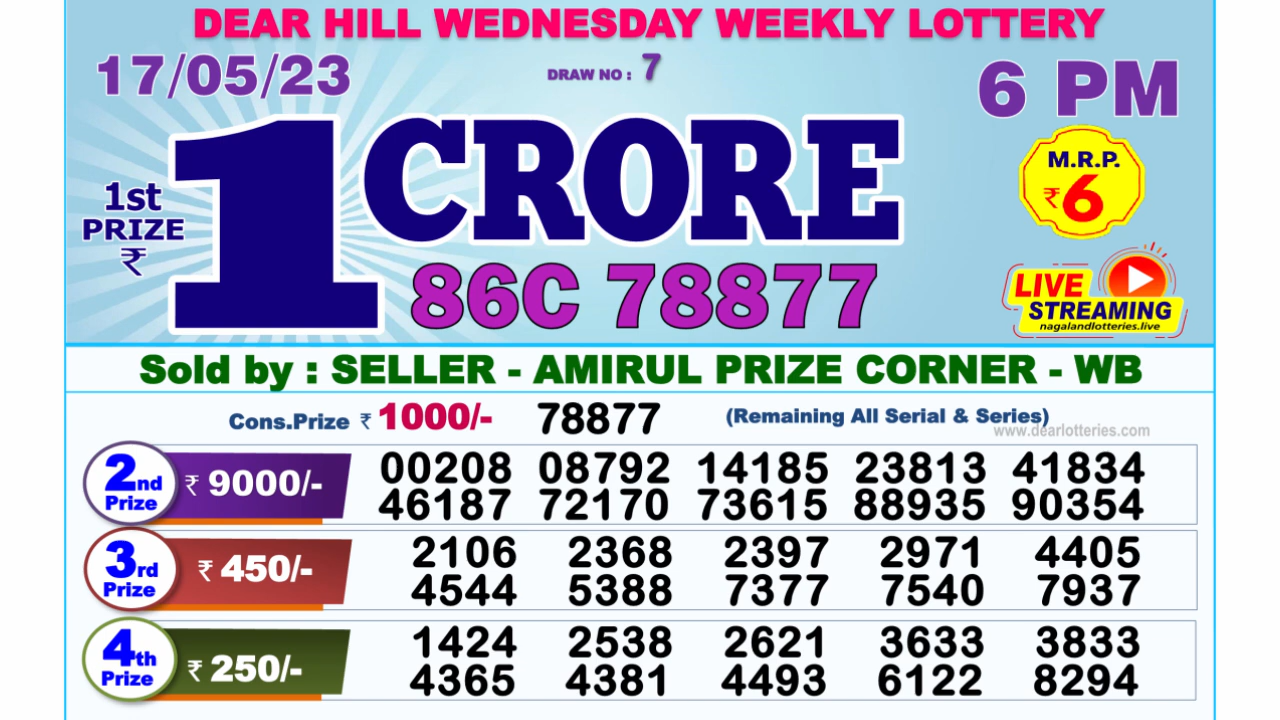 DEAR HILL WEDNESDAY WEEKLY LOTTERY
17/05/23
DRAW NO : 7
6 PM
1st
PRIZE
₹
1 CRORE
86C 78877
M.R.P.
₹6
LIVE
STREAMING
nagalandlotteries.live
Sold by : SELLER - AMIRUL PRIZE CORNER - WB
Cons.Prize ₹ 1000/- 78877 (Remaining All Serial & Series)
www.dearlotteries.com
2nd
Prize
₹ 9000/-
00208 08792 14185 23813 41834
46187 72170 73615 88935 90354
3rd
Prize
₹ 450/-
2106 2368 2397 2971 4405
4544 5388 7377 7540 7937
4th
Prize
₹ 250/-
1424 2538 2621 3633 3833
4365 4381 4493 6122 8294